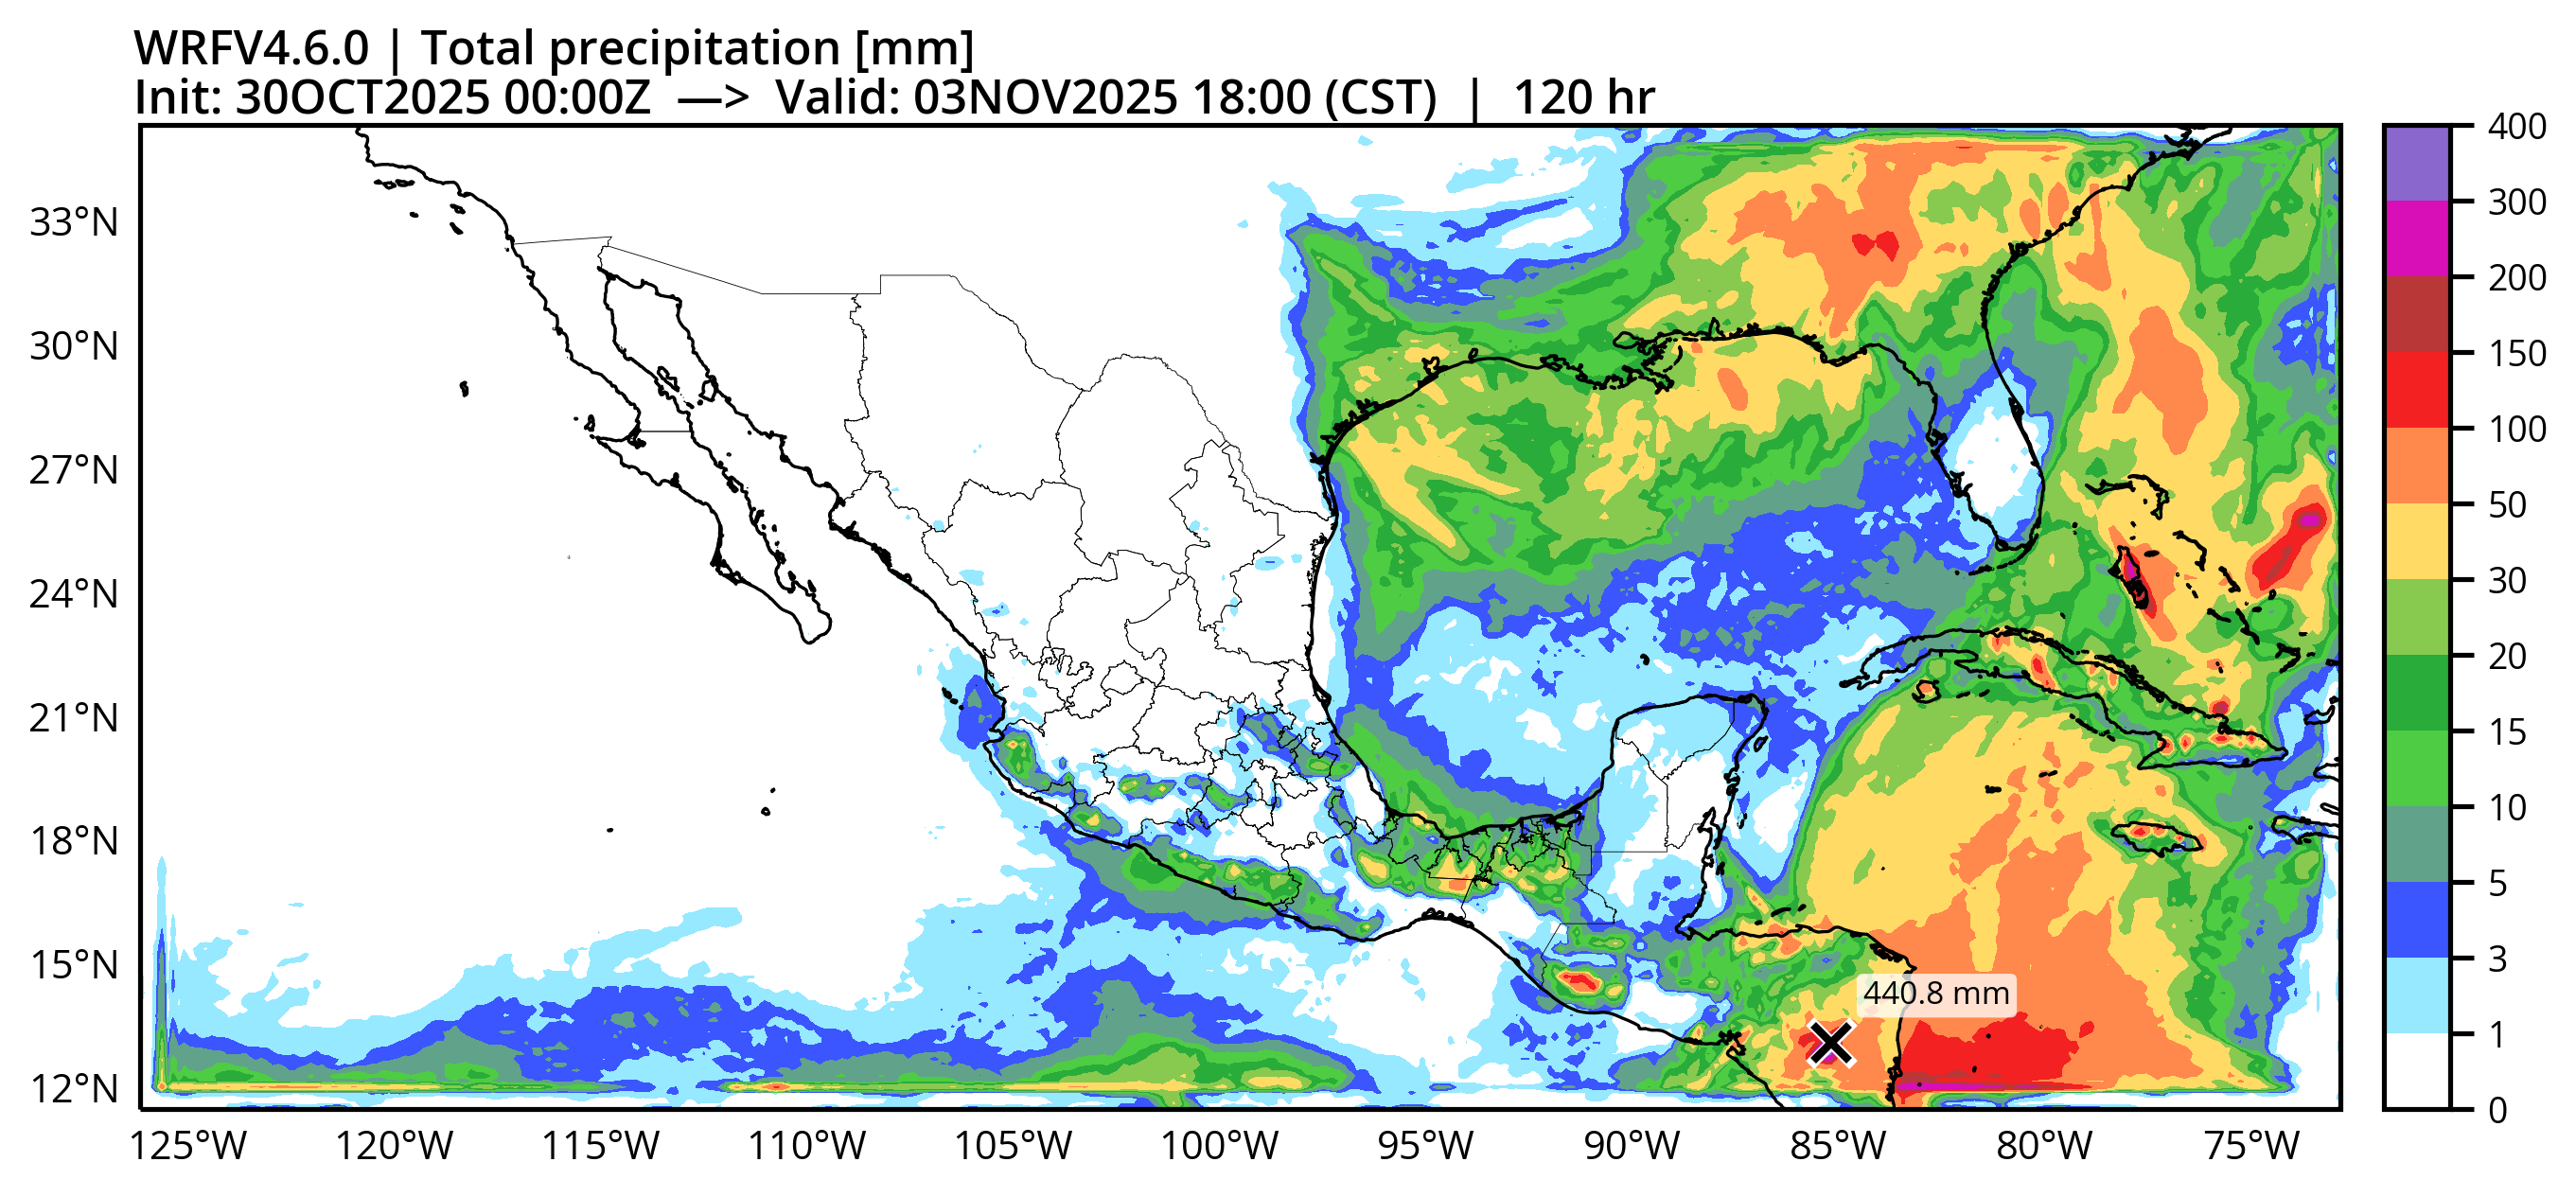 WRFV4.6.0 | Total precipitation [mm]
Init: 30OCT2025 00:00Z —> Valid: 03NOV2025 18:00 (CST) | 120 hr
33°N
30°N
27°N
24°N
21°N
18°N
15°N
12°N
440.8 mm
125°W
120°W
115°W
110°W
105°W
100°W
95°W
90°W
85°W
80°W
75°W
400
300
200
150
100
50
30
20
15
10
5
3
1
0